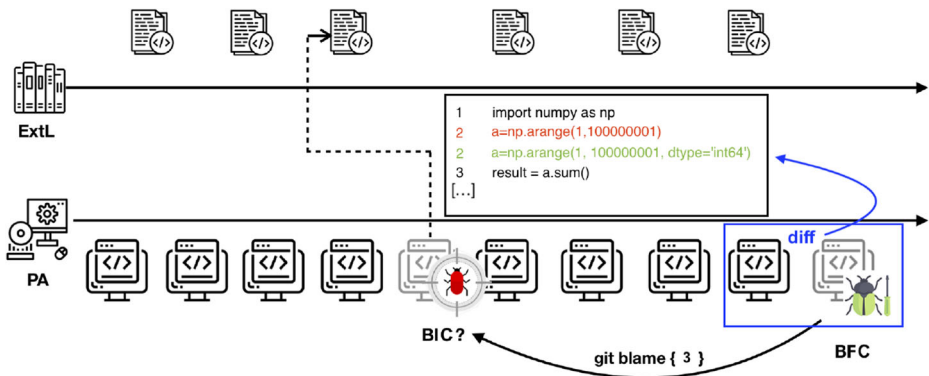 </> </> </> </> </> </>
ExtL
1 import numpy as np
2 a=np.arange(1,100000001)
2 a=np.arange(1, 100000001, dtype='int64')
3 result = a.sum()
[...]
PA
diff
</> </> </> </> </> </> </> </> </> </>
BIC?
BFC
git blame { 3 }